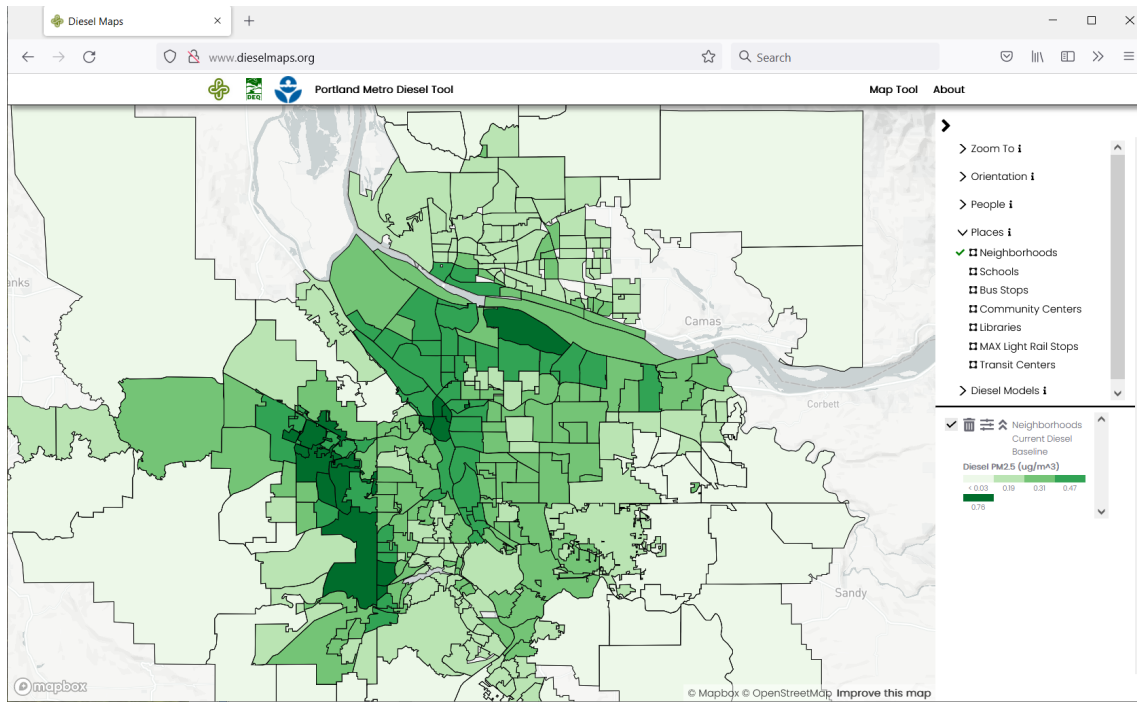 Diesel Maps
www.dieselmaps.org
Search
DEQ
Portland Metro Diesel Tool
Map Tool About
Zoom To i
Orientation i
People i
Places i
Neighborhoods
Schools
Bus Stops
Community Centers
Libraries
MAX Light Rail Stops
Transit Centers
Diesel Models i
anks
Camas
Corbett
Sandy
Neighborhoods
Current Diesel
Baseline
Diesel PM2.5 (ug/m^3)
< 0.03 0.19 0.31 0.47
0.76
mapbox
© Mapbox © OpenStreetMap Improve this map